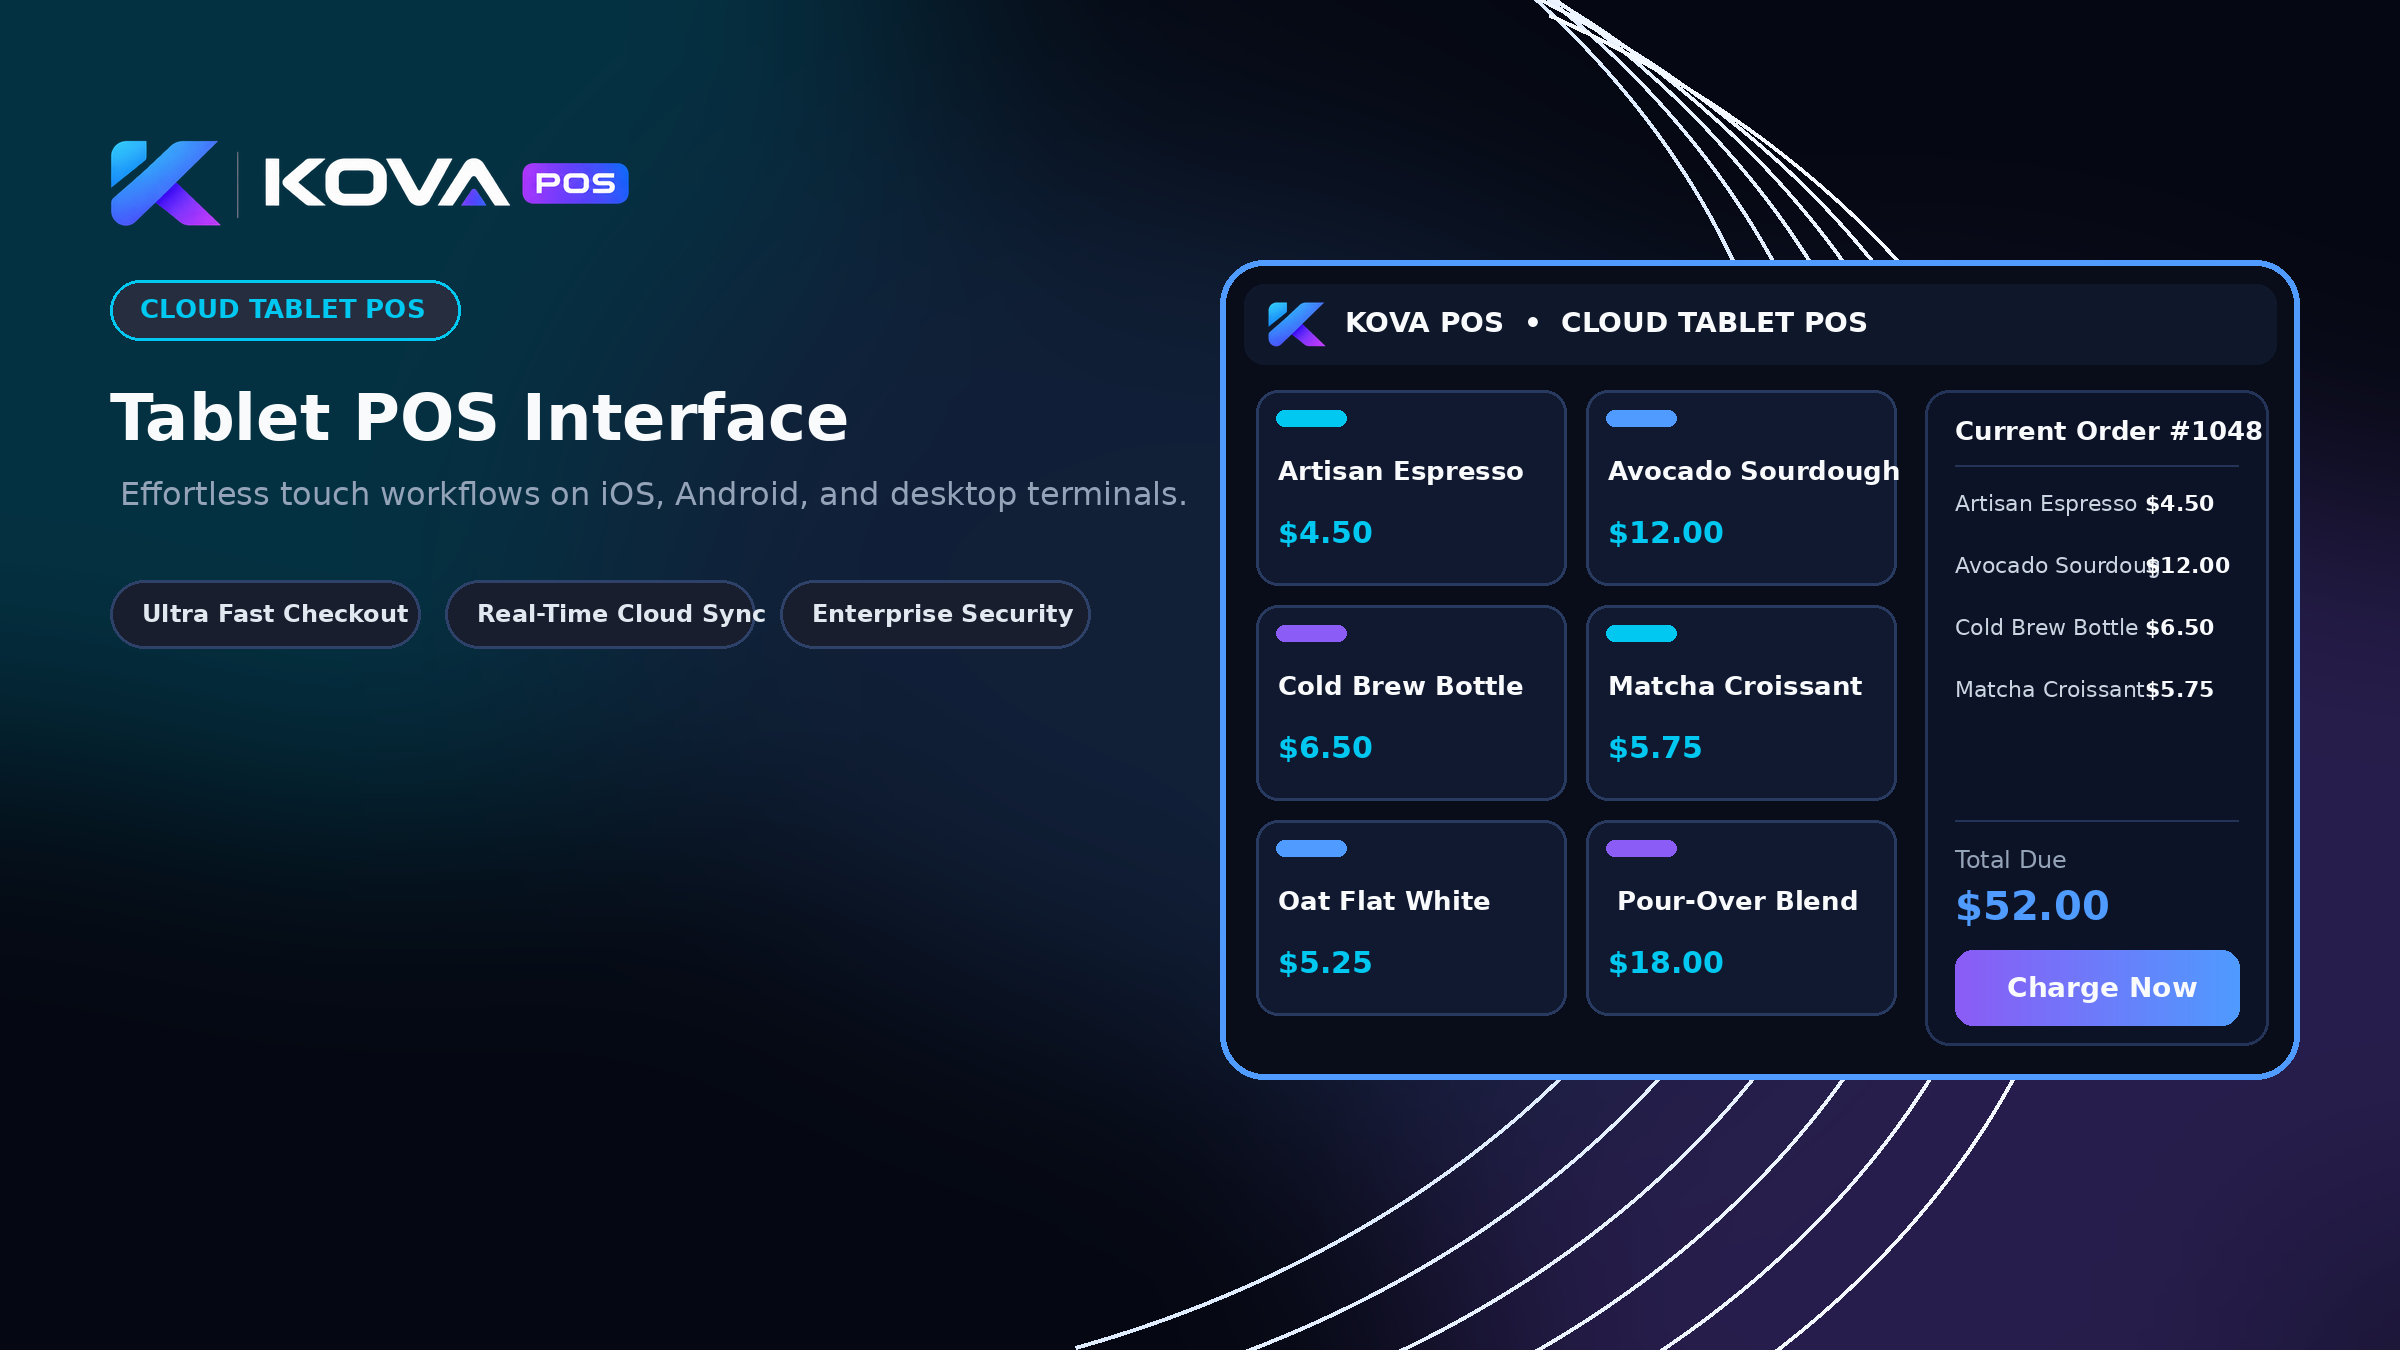 KOVA POS
CLOUD TABLET POS
Tablet POS Interface
Effortless touch workflows on iOS, Android, and desktop terminals.
Ultra Fast Checkout
Real-Time Cloud Sync
Enterprise Security
KOVA POS • CLOUD TABLET POS
Artisan Espresso
$4.50
Avocado Sourdough
$12.00
Cold Brew Bottle
$6.50
Matcha Croissant
$5.75
Oat Flat White
$5.25
Pour-Over Blend
$18.00
Current Order #1048
Artisan Espresso $4.50
Avocado Sourdoug $12.00
Cold Brew Bottle $6.50
Matcha Croissant $5.75
Total Due
$52.00
Charge Now